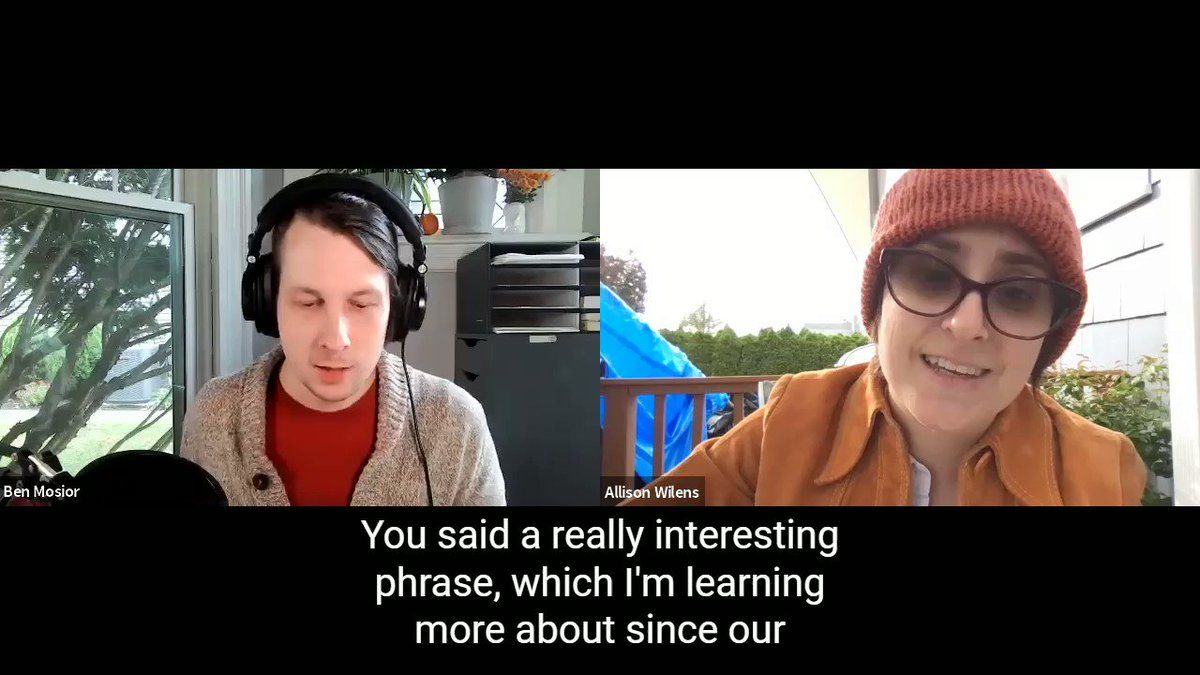 Ben Mosior
Allison Wilens
You said a really interesting
phrase, which I'm learning
more about since our